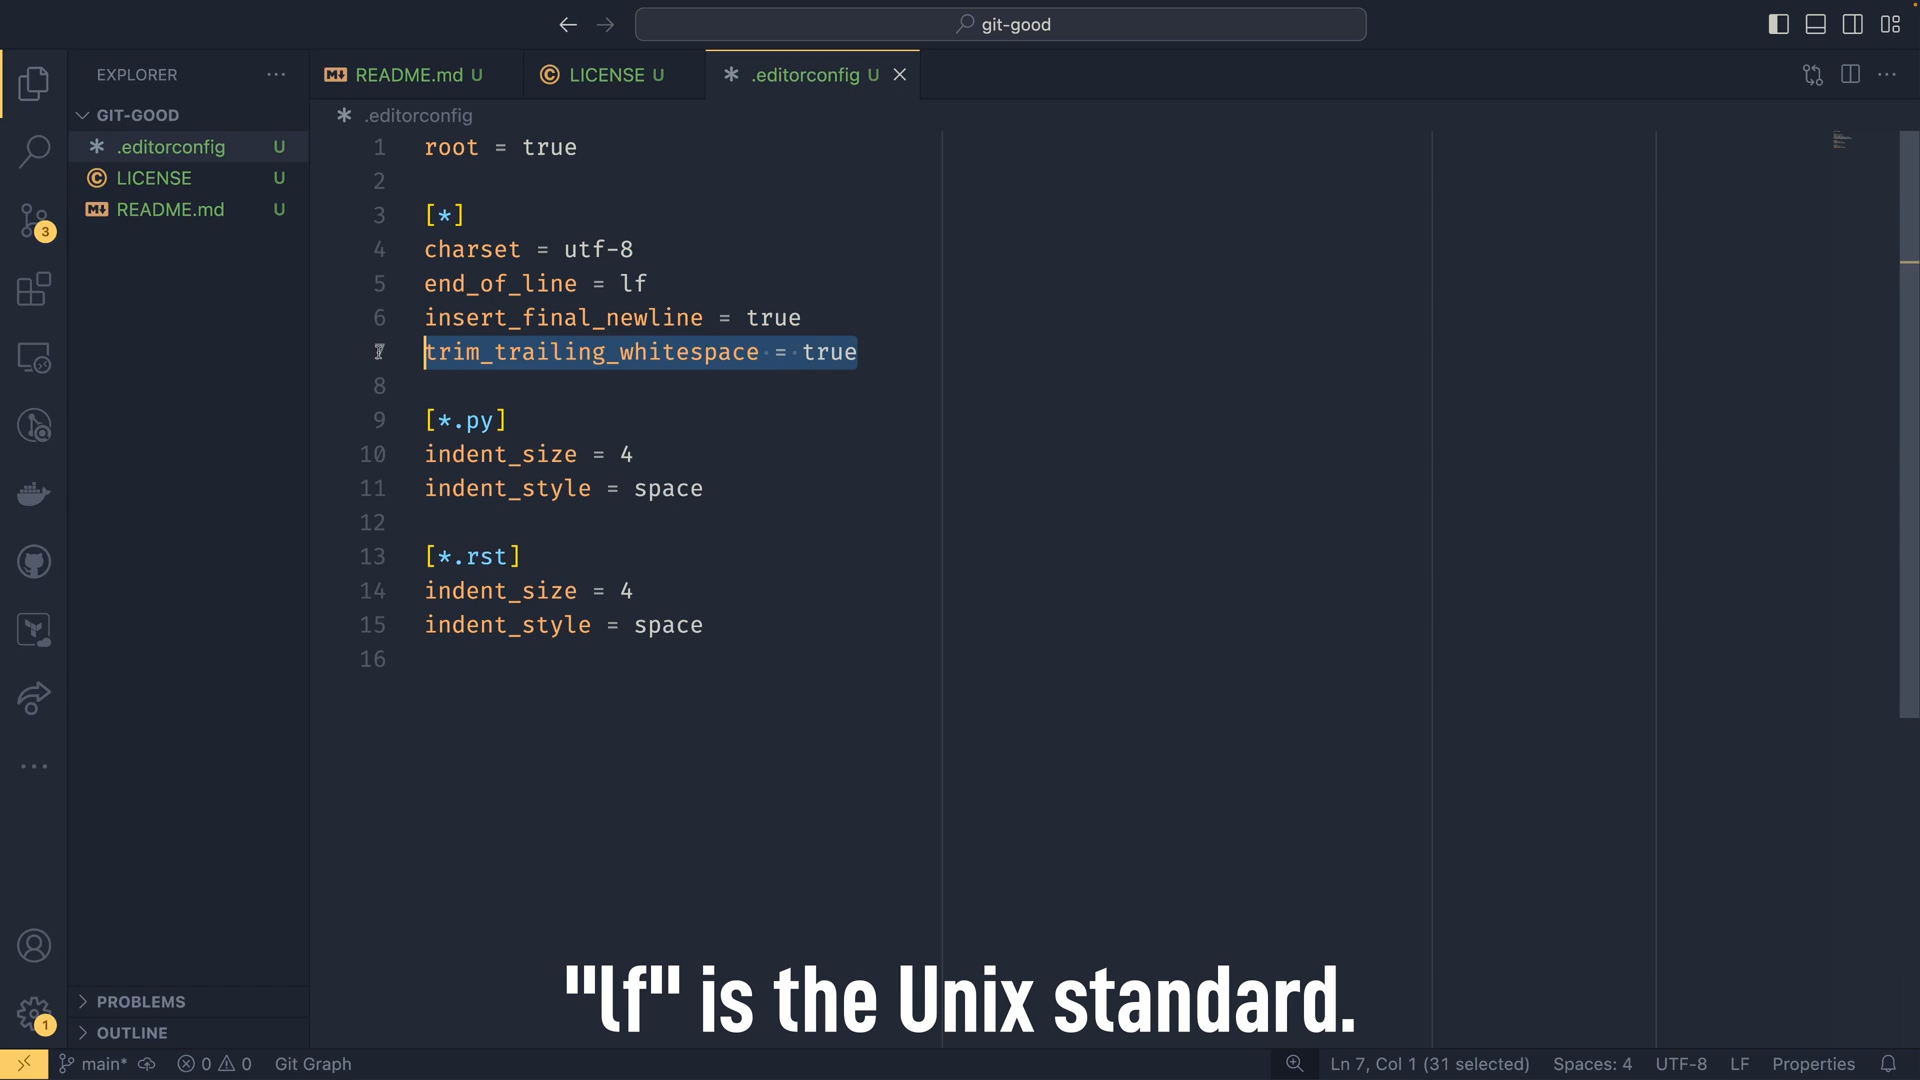 git-good
EXPLORER
README.md U
LICENSE U
.editorconfig U
GIT-GOOD
.editorconfig
.editorconfig U
LICENSE U
README.md U
3
1 root = true
2
3 [*]
4 charset = utf-8
5 end_of_line = lf
6 insert_final_newline = true
7 trim_trailing_whitespace = true
8
9 [*.py]
10 indent_size = 4
11 indent_style = space
12
13 [*.rst]
14 indent_size = 4
15 indent_style = space
16
"lf" is the Unix standard.
PROBLEMS
1
OUTLINE
main* 0 0 Git Graph Ln 7, Col 1 (31 selected) Spaces: 4 UTF-8 LF Properties